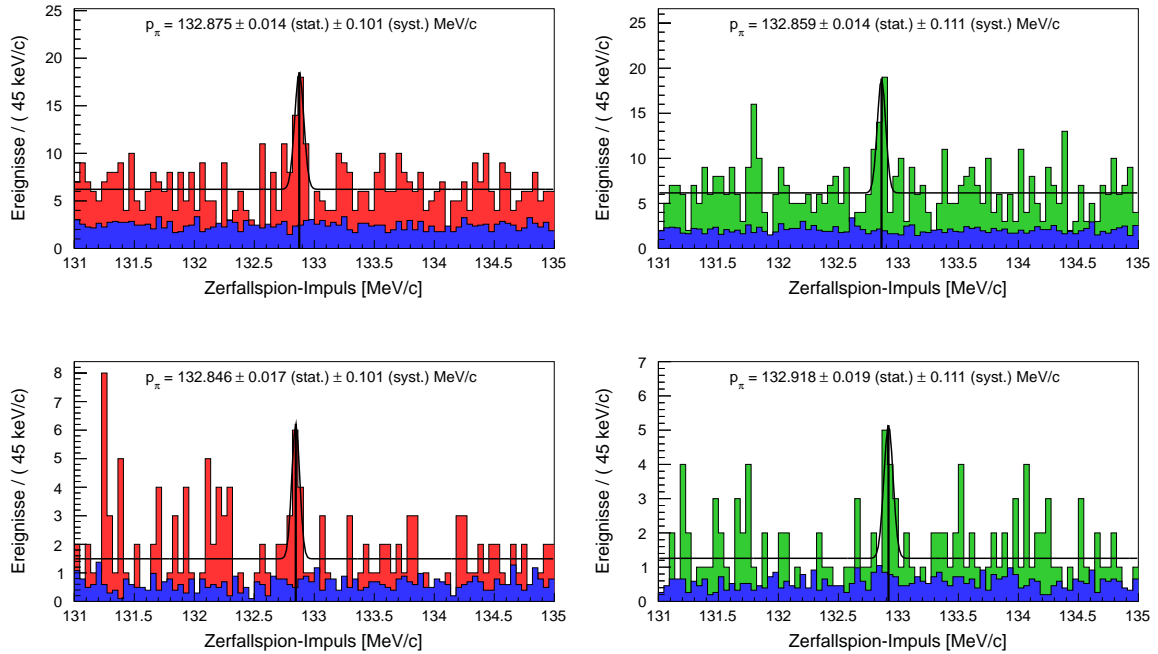 p_π = 132.875 ± 0.014 (stat.) ± 0.101 (syst.) MeV/c
Ereignisse / ( 45 keV/c)
25
20
15
10
5
0
131 131.5 132 132.5 133 133.5 134 134.5 135
Zerfallspion-Impuls [MeV/c]
p_π = 132.859 ± 0.014 (stat.) ± 0.111 (syst.) MeV/c
Ereignisse / ( 45 keV/c)
25
20
15
10
5
0
131 131.5 132 132.5 133 133.5 134 134.5 135
Zerfallspion-Impuls [MeV/c]
p_π = 132.846 ± 0.017 (stat.) ± 0.101 (syst.) MeV/c
Ereignisse / ( 45 keV/c)
8
7
6
5
4
3
2
1
0
131 131.5 132 132.5 133 133.5 134 134.5 135
Zerfallspion-Impuls [MeV/c]
p_π = 132.918 ± 0.019 (stat.) ± 0.111 (syst.) MeV/c
Ereignisse / ( 45 keV/c)
7
6
5
4
3
2
1
0
131 131.5 132 132.5 133 133.5 134 134.5 135
Zerfallspion-Impuls [MeV/c]